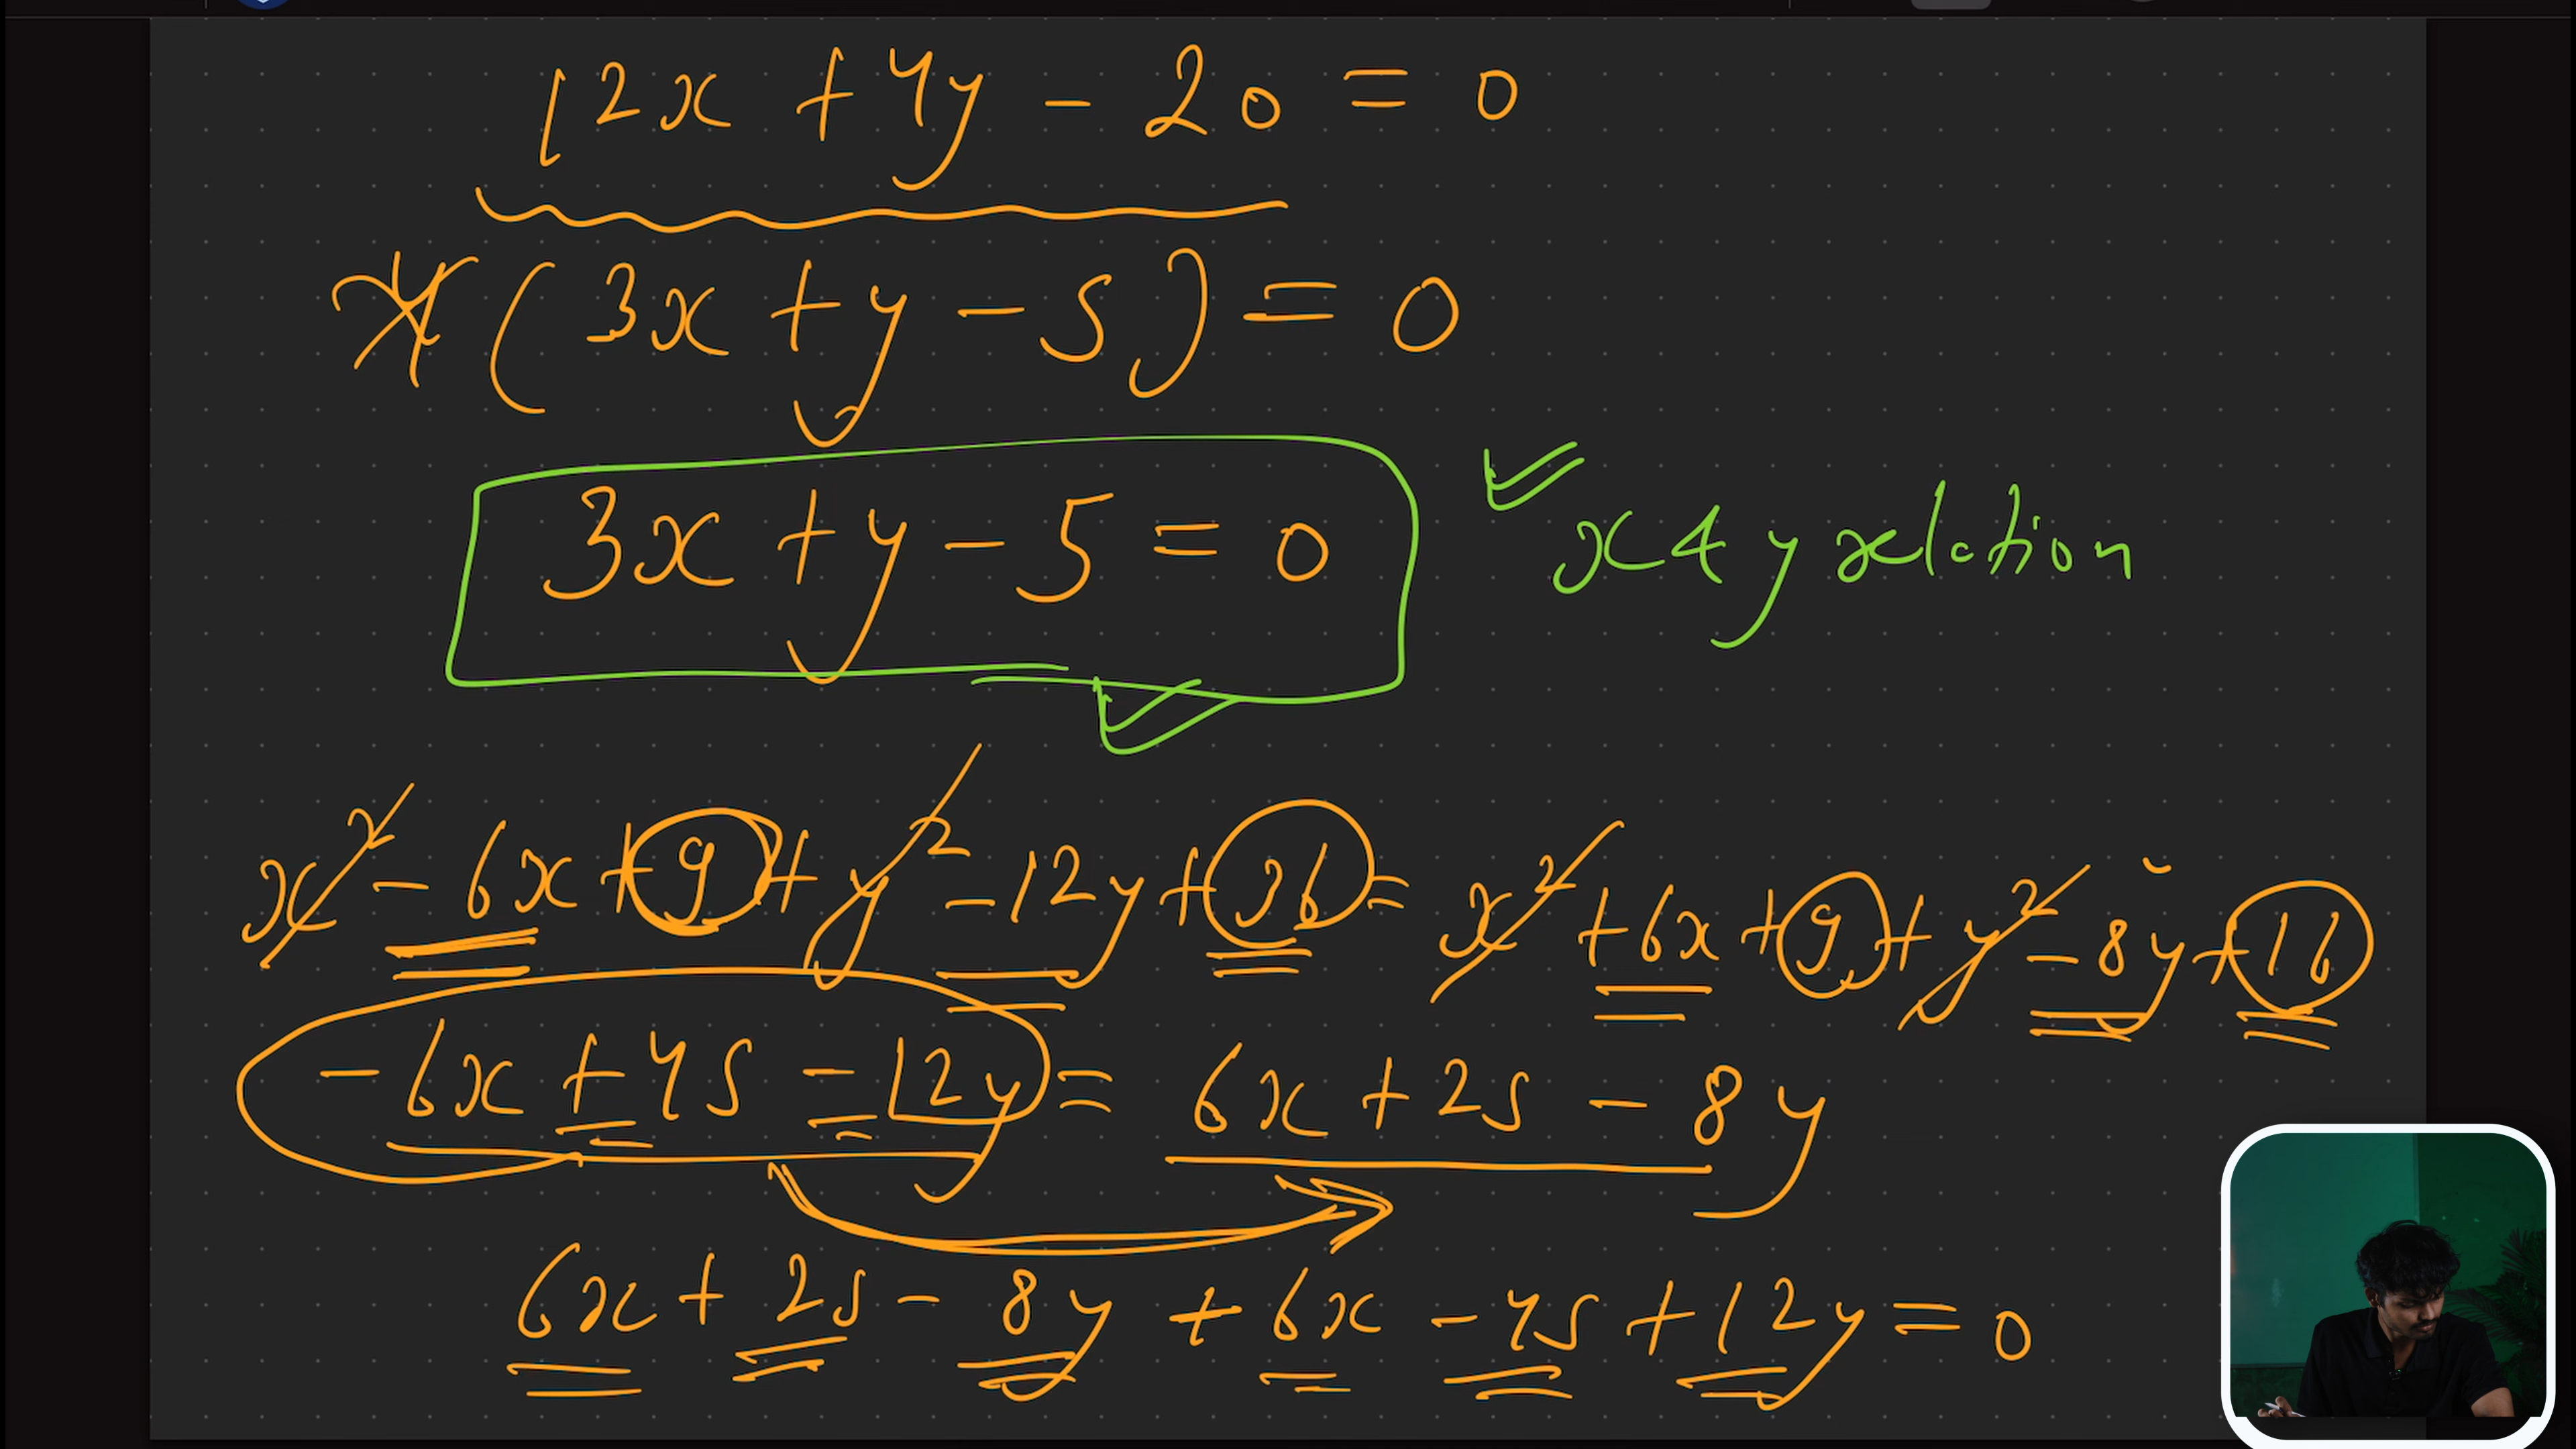 12x + 4y - 20 = 0
4(3x + y - 5) = 0
3x + y - 5 = 0
x & y relation
x² - 6x + 9 + y² - 12y + 36 = x² + 6x + 9 + y² - 8y + 16
-6x + 45 - 12y = 6x + 25 - 8y
6x + 25 - 8y + 6x - 45 + 12y = 0